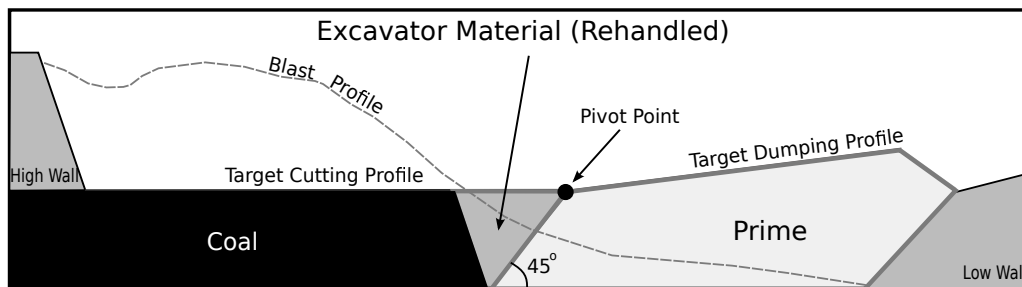 Excavator Material (Rehandled)
Blast Profile
Pivot Point
Target Dumping Profile
High Wall
Target Cutting Profile
Coal
Prime
45°
Low Wall